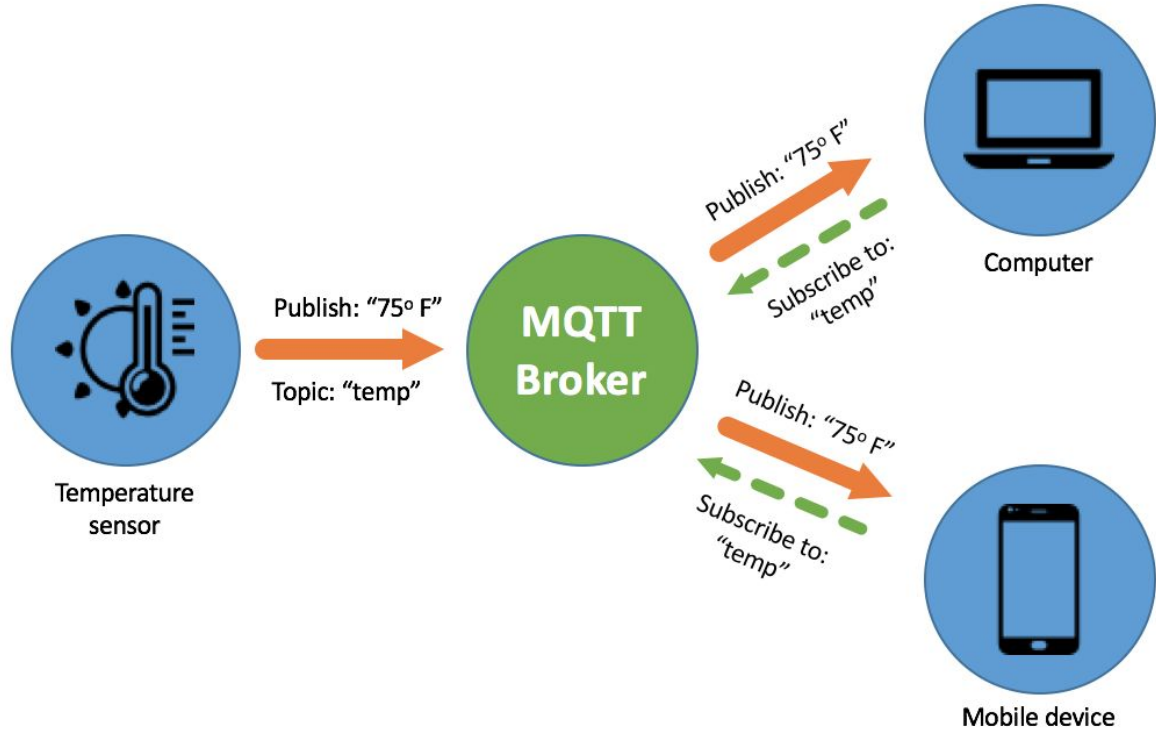 Publish: “75º F”
Topic: “temp”
Temperature
sensor
MQTT
Broker
Publish: “75º F”
Subscribe to:
“temp”
Computer
Publish: “75º F”
Subscribe to:
“temp”
Mobile device